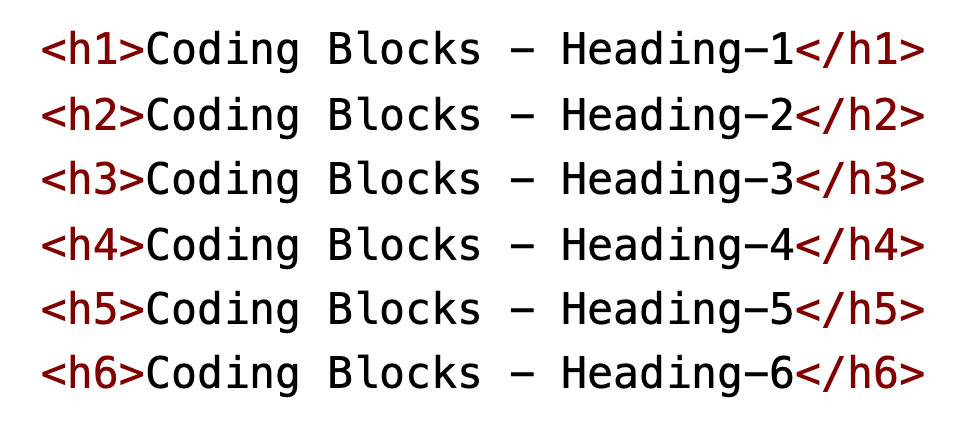 <h1>Coding Blocks - Heading-1</h1>
<h2>Coding Blocks - Heading-2</h2>
<h3>Coding Blocks - Heading-3</h3>
<h4>Coding Blocks - Heading-4</h4>
<h5>Coding Blocks - Heading-5</h5>
<h6>Coding Blocks - Heading-6</h6>